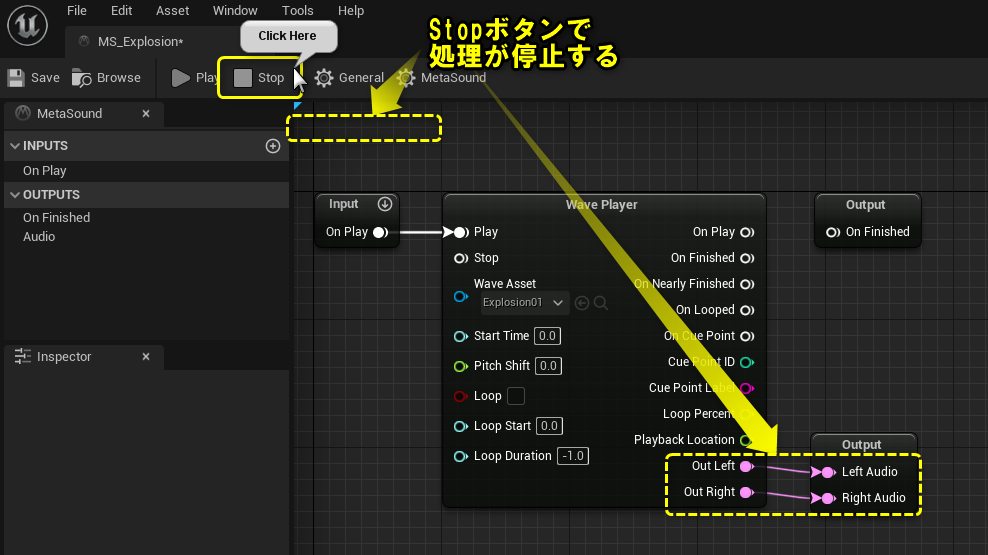 File Edit Asset Window Tools Help
MS_Explosion*
Click Here
Stopボタンで
処理が停止する
Save Browse Play Stop General MetaSound
MetaSound
INPUTS
On Play
OUTPUTS
On Finished
Audio
Inspector
Input
On Play
Wave Player
Play On Play
Stop On Finished
Wave Asset On Nearly Finished
Explosion01
On Looped
Start Time 0.0 On Cue Point
Pitch Shift 0.0 Cue Point ID
Loop Cue Point Label
Loop Percent
Loop Start 0.0 Playback Location
Loop Duration -1.0
Out Left
Out Right
Output
On Finished
Output
Left Audio
Right Audio